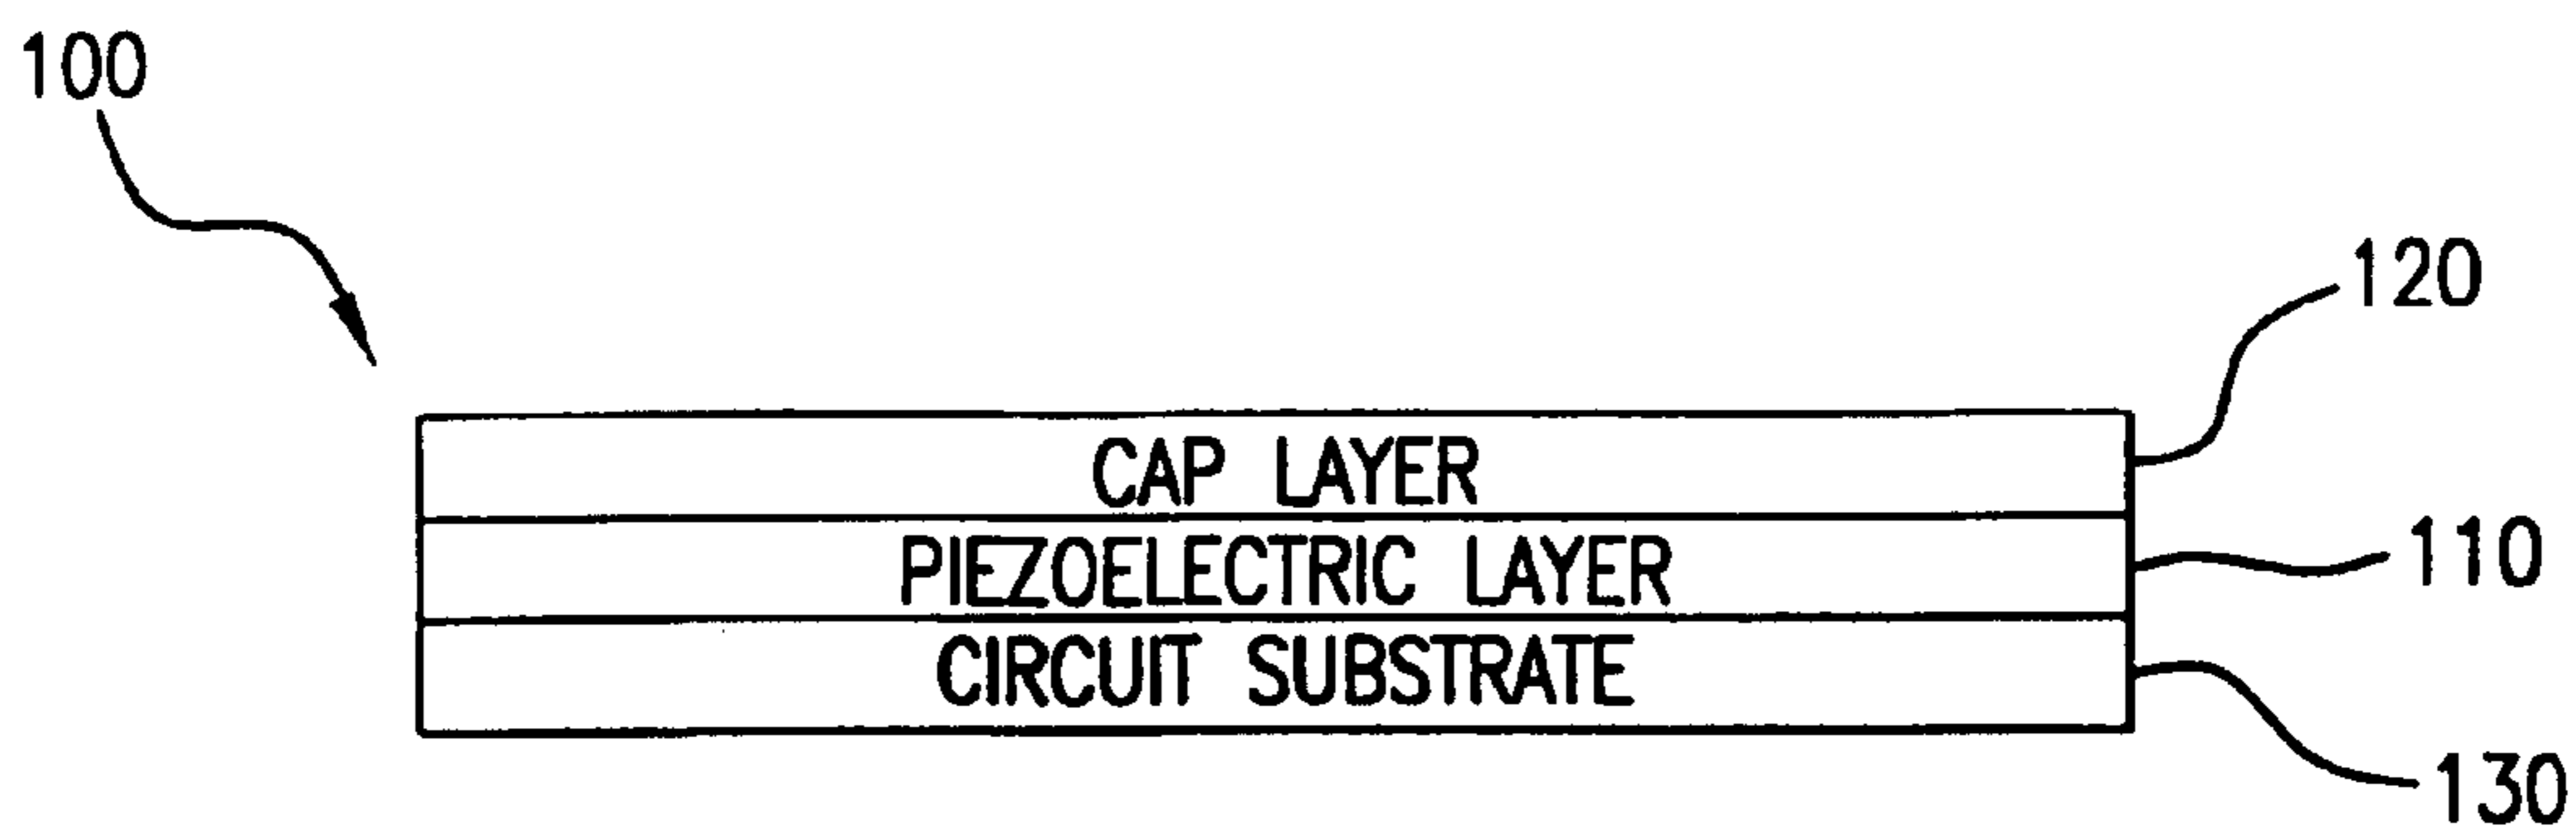 100
120
CAP LAYER
PIEZOELECTRIC LAYER
110
CIRCUIT SUBSTRATE
130